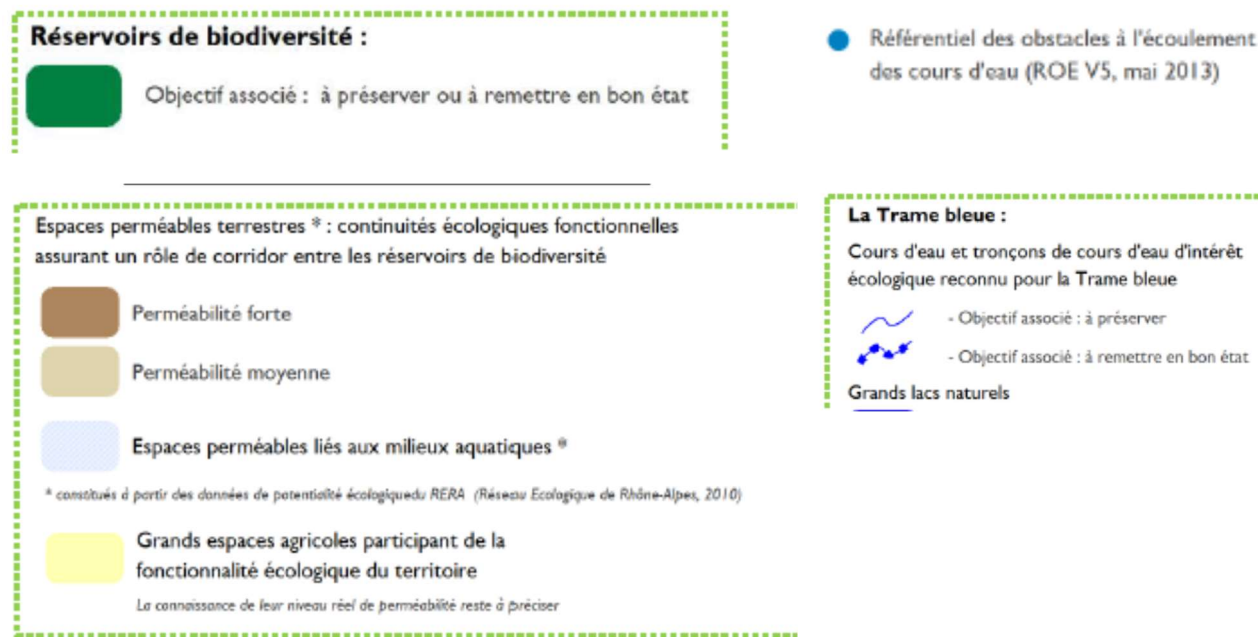 Réservoirs de biodiversité :
Objectif associé : à préserver ou à remettre en bon état
Référentiel des obstacles à l'écoulement
des cours d'eau (ROE V5, mai 2013)
Espaces perméables terrestres * : continuités écologiques fonctionnelles
assurant un rôle de corridor entre les réservoirs de biodiversité
Perméabilité forte
Perméabilité moyenne
Espaces perméables liés aux milieux aquatiques *
* constitués à partir des données de potentialité écologiquedu RERA (Réseau Ecologique de Rhône-Alpes, 2010)
Grands espaces agricoles participant de la
fonctionnalité écologique du territoire
La connaissance de leur niveau réel de perméabilité reste à préciser
La Trame bleue :
Cours d'eau et tronçons de cours d'eau d'intérêt
écologique reconnu pour la Trame bleue
- Objectif associé : à préserver
- Objectif associé : à remettre en bon état
Grands lacs naturels